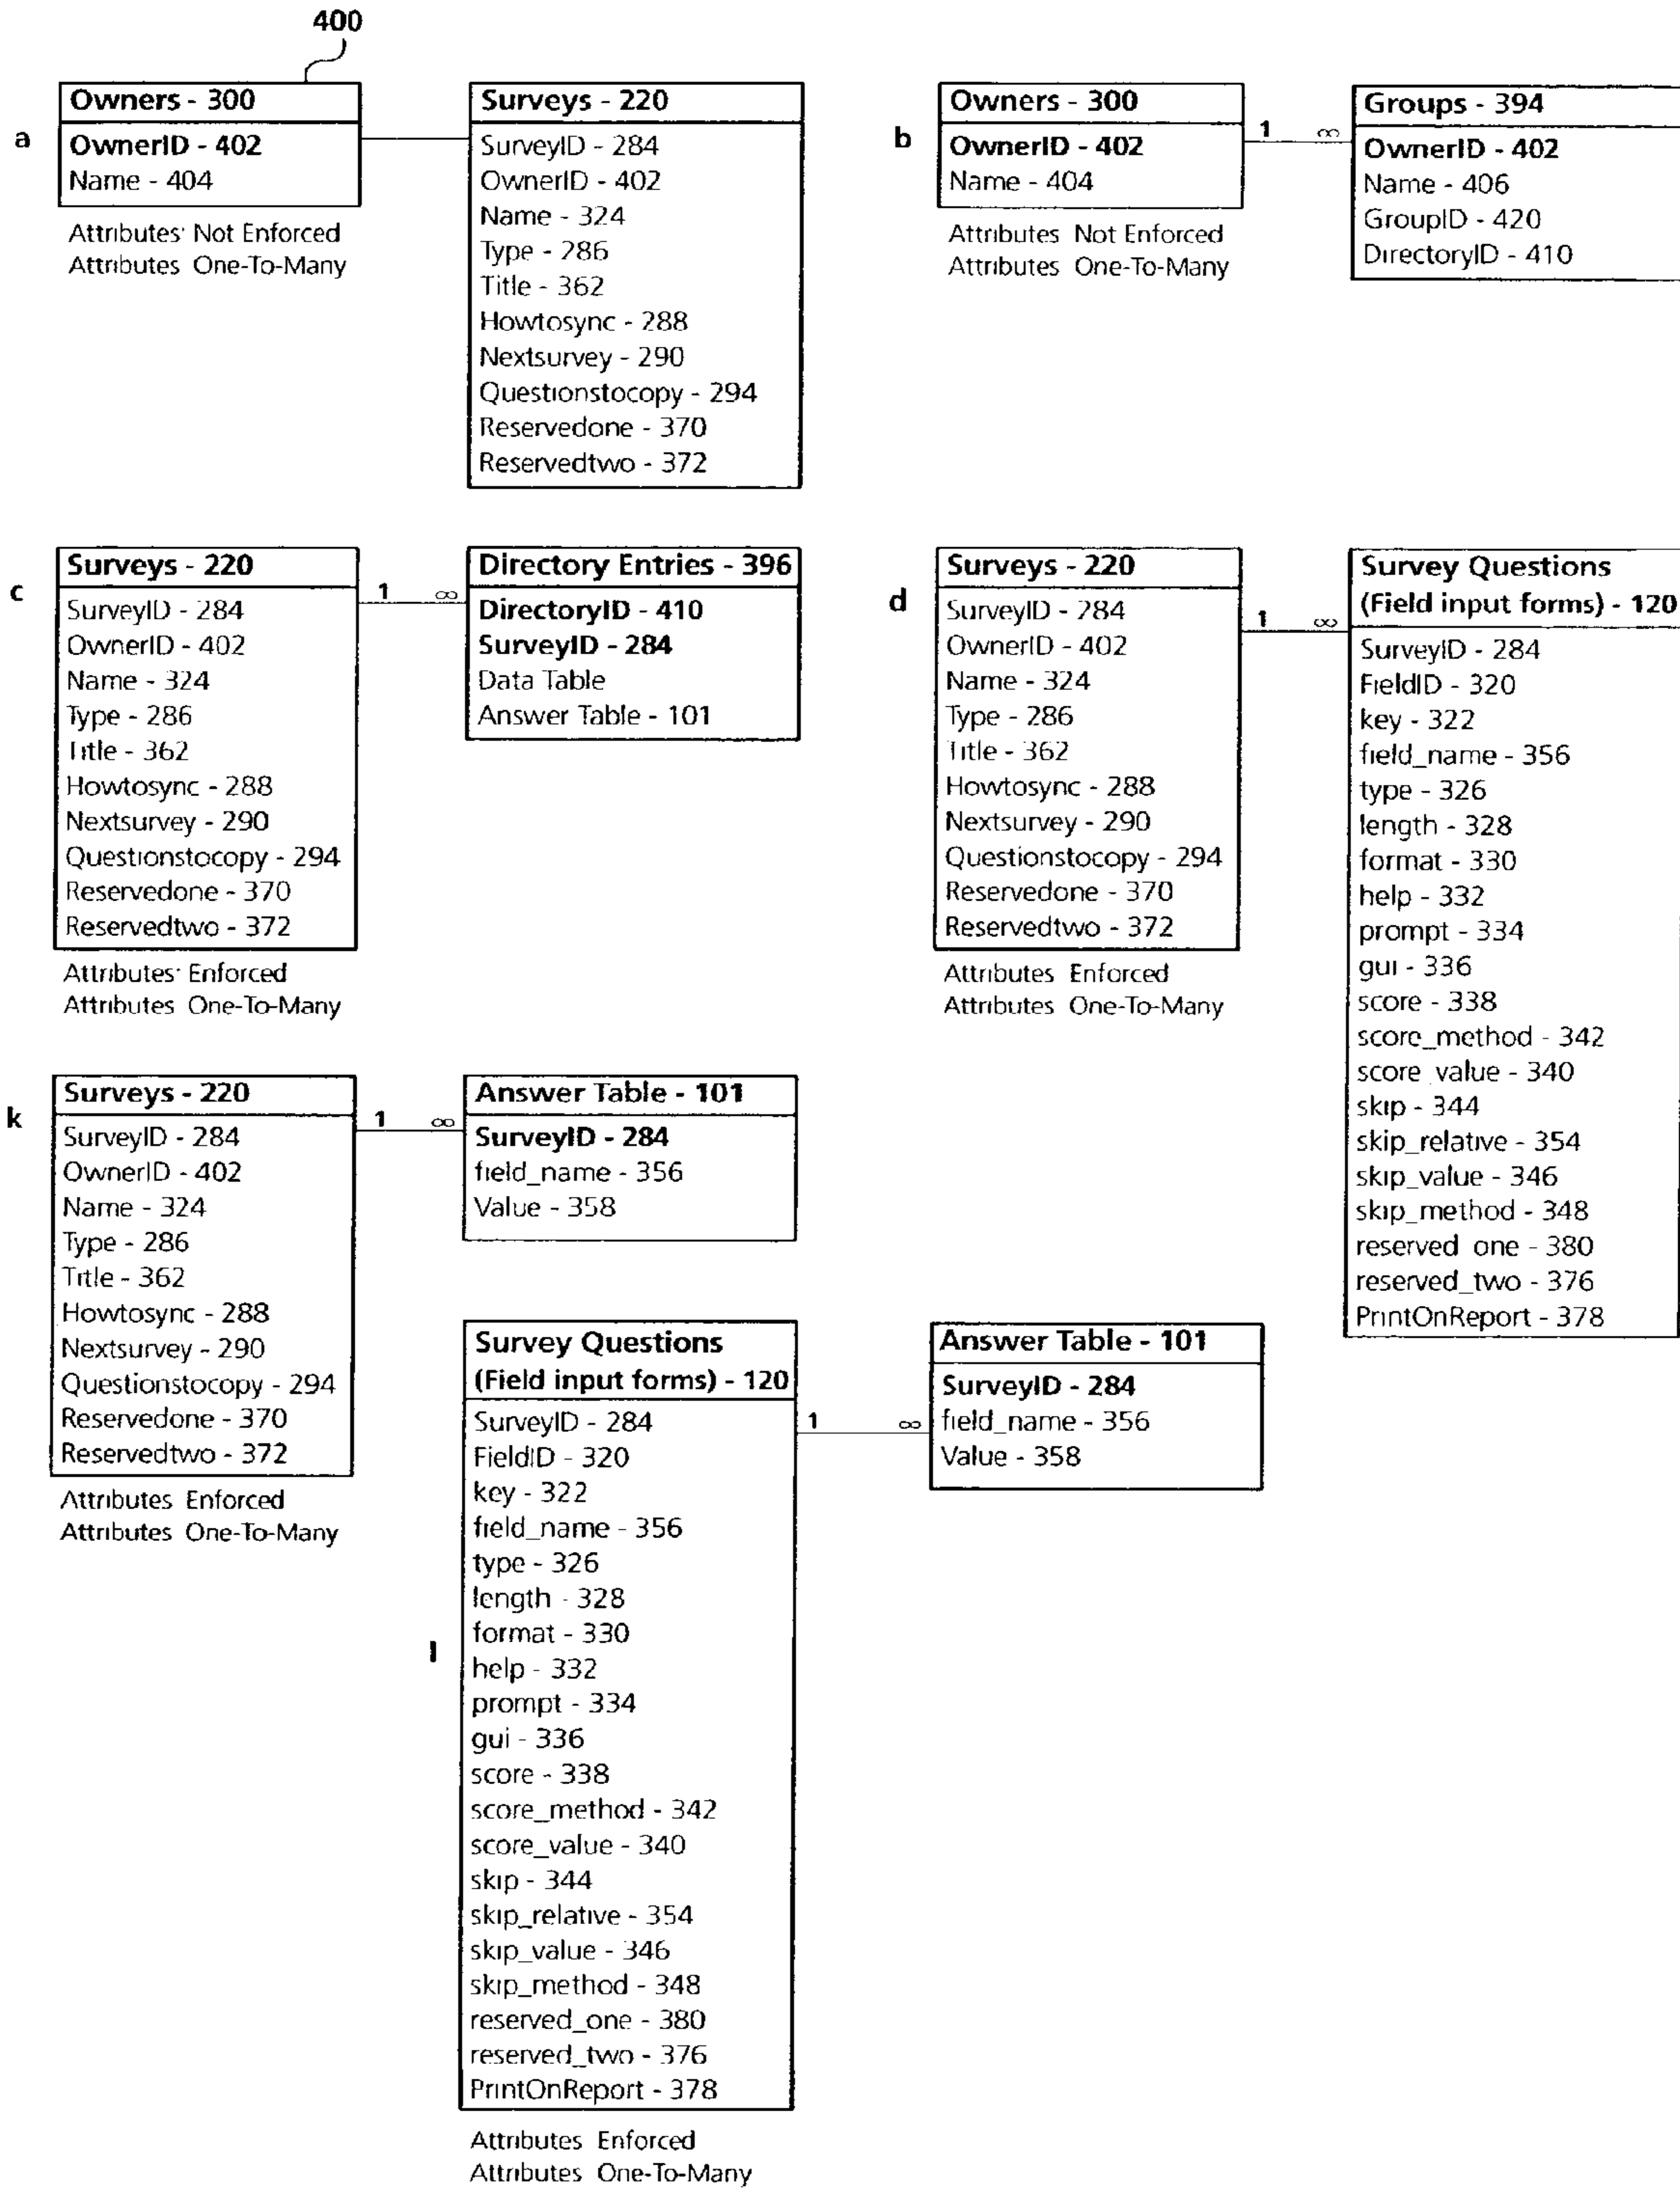 400
a
Owners - 300
OwnerID - 402
Name - 404
Attributes: Not Enforced
Attributes One-To-Many
Surveys - 220
SurveyID - 284
OwnerID - 402
Name - 324
Type - 286
Title - 362
Howtosync - 288
Nextsurvey - 290
Questionstocopy - 294
Reservedone - 370
Reservedtwo - 372
b
Owners - 300
OwnerID - 402
Name - 404
Attributes Not Enforced
Attributes One-To-Many
1 ∞
Groups - 394
OwnerID - 402
Name - 406
GroupID - 420
DirectoryID - 410
c
Surveys - 220
SurveyID - 284
OwnerID - 402
Name - 324
Type - 286
Title - 362
Howtosync - 288
Nextsurvey - 290
Questionstocopy - 294
Reservedone - 370
Reservedtwo - 372
Attributes: Enforced
Attributes One-To-Many
1 ∞
Directory Entries - 396
DirectoryID - 410
SurveyID - 284
Data Table
Answer Table - 101
d
Surveys - 220
SurveyID - 284
OwnerID - 402
Name - 324
Type - 286
Title - 362
Howtosync - 288
Nextsurvey - 290
Questionstocopy - 294
Reservedone - 370
Reservedtwo - 372
Attributes Enforced
Attributes One-To-Many
1 ∞
Survey Questions
(Field input forms) - 120
SurveyID - 284
FieldID - 320
key - 322
field_name - 356
type - 326
length - 328
format - 330
help - 332
prompt - 334
gui - 336
score - 338
score_method - 342
score value - 340
skip - 344
skip_relative - 354
skip_value - 346
skip_method - 348
reserved one - 380
reserved_two - 376
PrintOnReport - 378
k
Surveys - 220
SurveyID - 284
OwnerID - 402
Name - 324
Type - 286
Title - 362
Howtosync - 288
Nextsurvey - 290
Questionstocopy - 294
Reservedone - 370
Reservedtwo - 372
Attributes Enforced
Attributes One-To-Many
1 ∞
Answer Table - 101
SurveyID - 284
field_name - 356
Value - 358
l
Survey Questions
(Field input forms) - 120
SurveyID - 284
FieldID - 320
key - 322
field_name - 356
type - 326
length - 328
format - 330
help - 332
prompt - 334
gui - 336
score - 338
score_method - 342
score_value - 340
skip - 344
skip_relative - 354
skip_value - 346
skip_method - 348
reserved_one - 380
reserved_two - 376
PrintOnReport - 378
Attributes Enforced
Attributes One-To-Many
1 ∞
Answer Table - 101
SurveyID - 284
field_name - 356
Value - 358